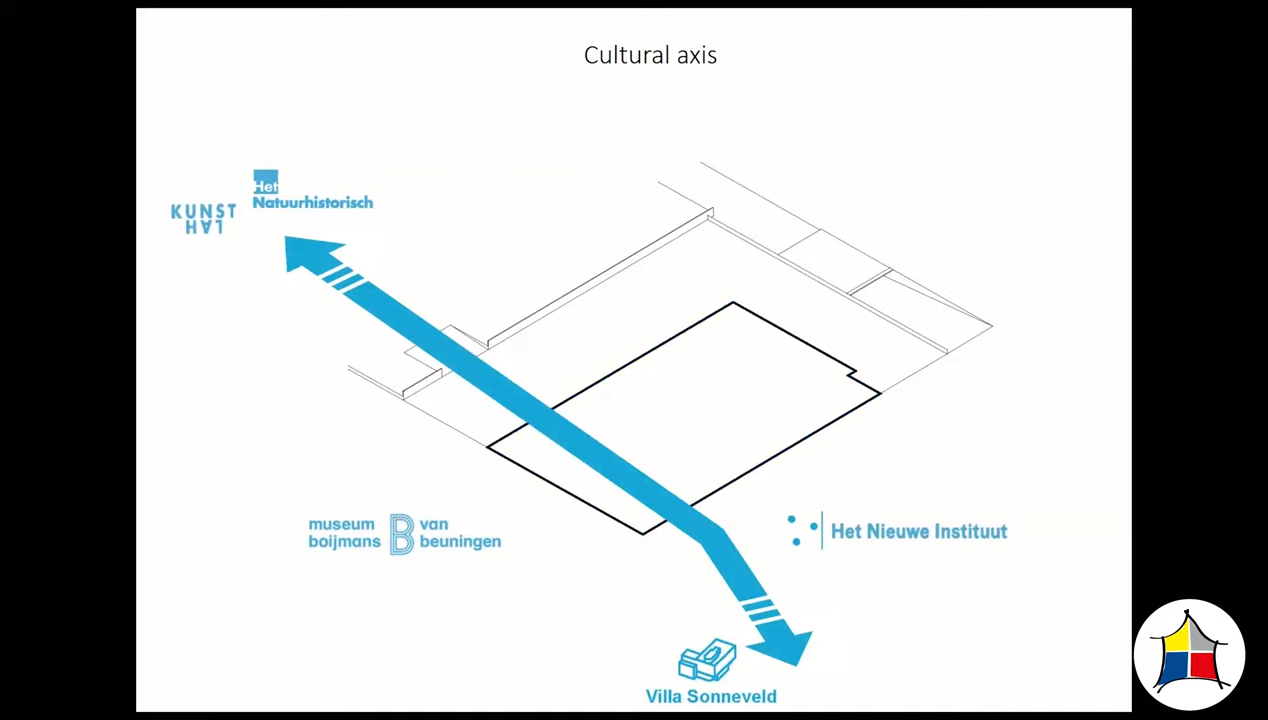 Cultural axis
Het
Natuurhistorisch
KUNST
HAL
museum boijmans B van beuningen
Het Nieuwe Instituut
Villa Sonneveld